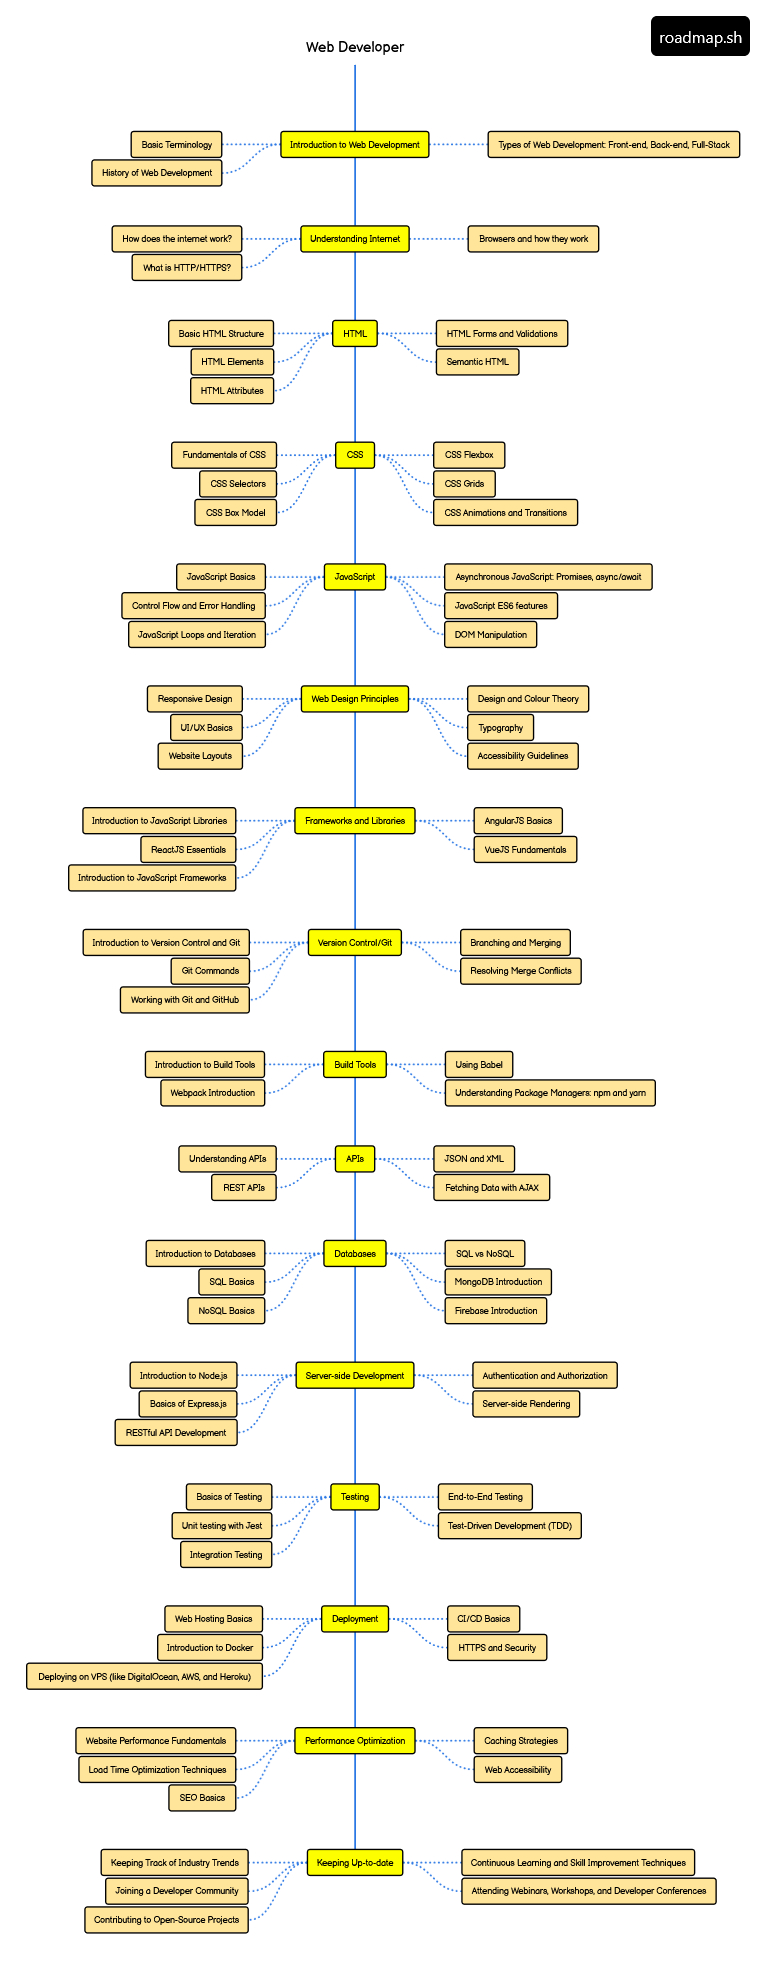 roadmap.sh
Web Developer
Basic Terminology
Introduction to Web Development
Types of Web Development: Front-end, Back-end, Full-Stack
History of Web Development
How does the internet work?
Understanding Internet
Browsers and how they work
What is HTTP/HTTPS?
Basic HTML Structure
HTML
HTML Forms and Validations
HTML Elements
Semantic HTML
HTML Attributes
Fundamentals of CSS
CSS
CSS Flexbox
CSS Selectors
CSS Grids
CSS Box Model
CSS Animations and Transitions
JavaScript Basics
JavaScript
Asynchronous JavaScript: Promises, async/await
Control Flow and Error Handling
JavaScript ES6 features
JavaScript Loops and Iteration
DOM Manipulation
Responsive Design
Web Design Principles
Design and Colour Theory
UI/UX Basics
Typography
Website Layouts
Accessibility Guidelines
Introduction to JavaScript Libraries
Frameworks and Libraries
AngularJS Basics
ReactJS Essentials
VueJS Fundamentals
Introduction to JavaScript Frameworks
Introduction to Version Control and Git
Version Control/Git
Branching and Merging
Git Commands
Resolving Merge Conflicts
Working with Git and GitHub
Introduction to Build Tools
Build Tools
Using Babel
Webpack Introduction
Understanding Package Managers: npm and yarn
Understanding APIs
APIs
JSON and XML
REST APIs
Fetching Data with AJAX
Introduction to Databases
Databases
SQL vs NoSQL
SQL Basics
MongoDB Introduction
NoSQL Basics
Firebase Introduction
Introduction to Node.js
Server-side Development
Authentication and Authorization
Basics of Express.js
Server-side Rendering
RESTful API Development
Basics of Testing
Testing
End-to-End Testing
Unit testing with Jest
Test-Driven Development (TDD)
Integration Testing
Web Hosting Basics
Deployment
CI/CD Basics
Introduction to Docker
HTTPS and Security
Deploying on VPS (like DigitalOcean, AWS, and Heroku)
Website Performance Fundamentals
Performance Optimization
Caching Strategies
Load Time Optimization Techniques
Web Accessibility
SEO Basics
Keeping Track of Industry Trends
Keeping Up-to-date
Continuous Learning and Skill Improvement Techniques
Joining a Developer Community
Attending Webinars, Workshops, and Developer Conferences
Contributing to Open-Source Projects